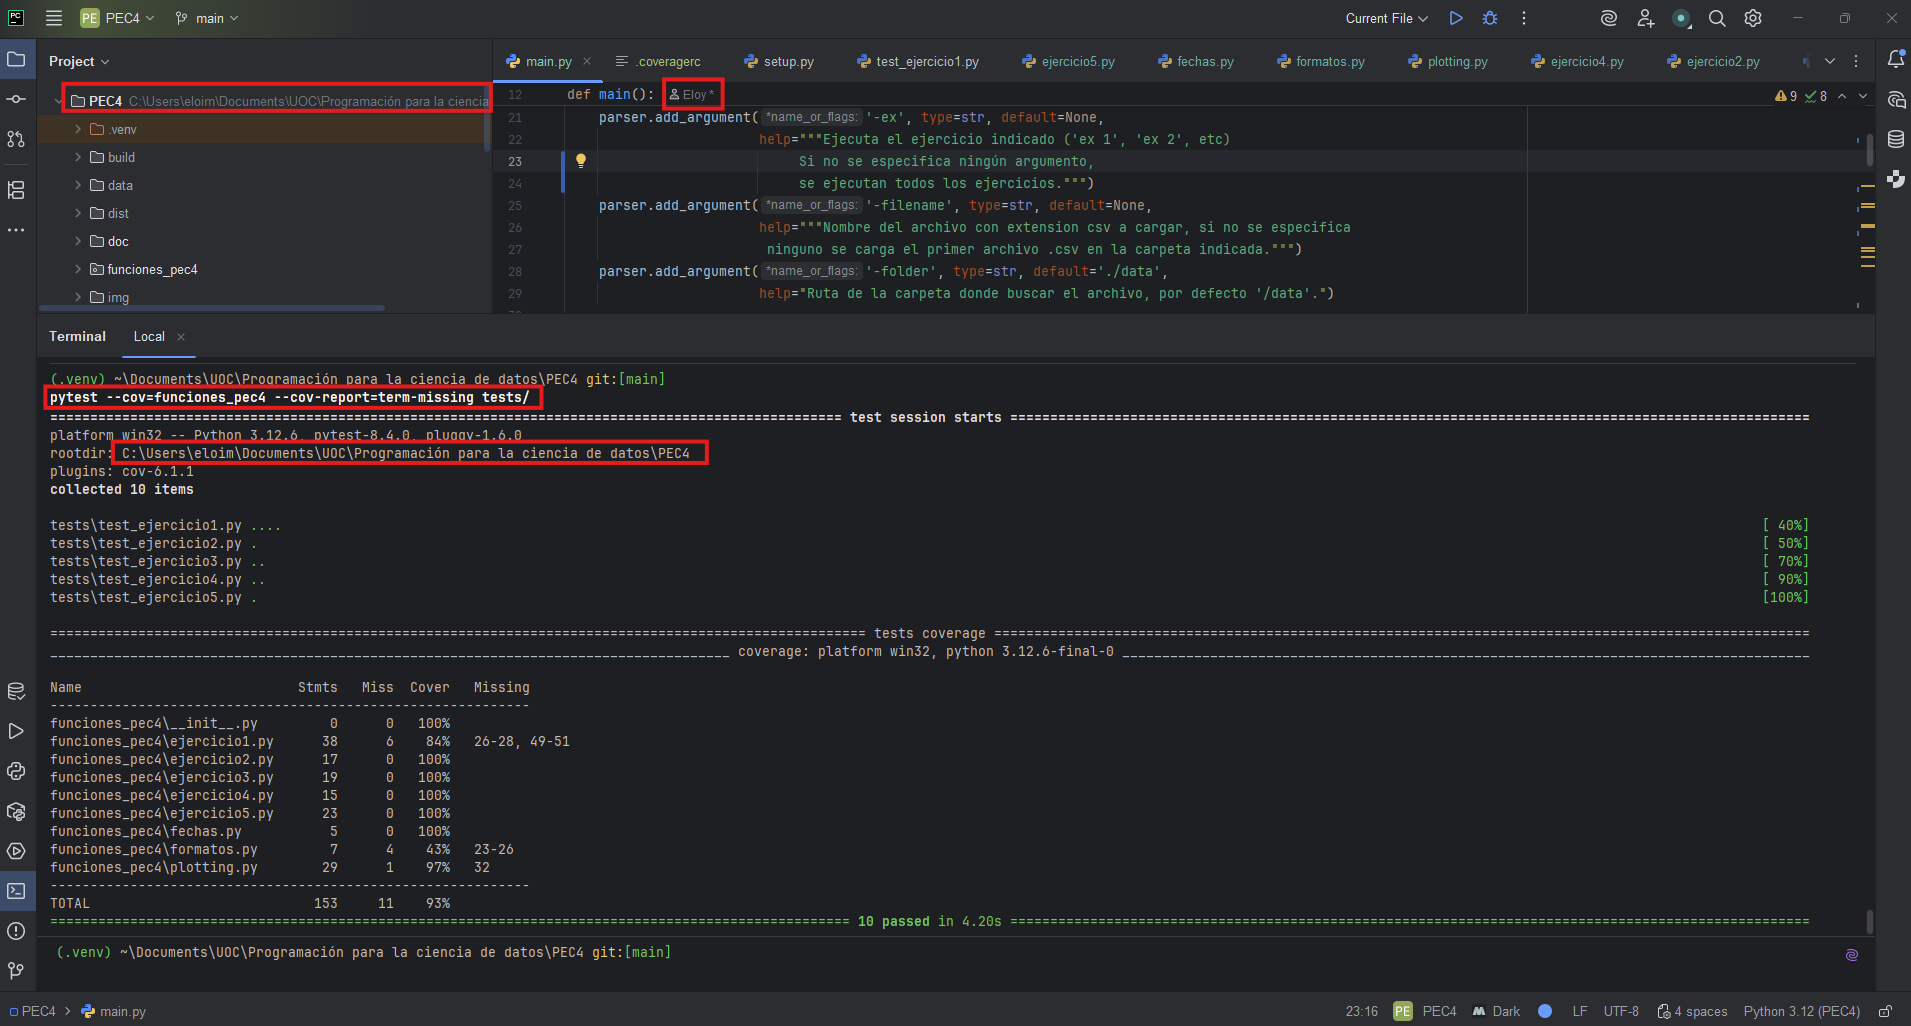 PC PE PEC4 main Current File
Project
main.py .coveragerc setup.py test_ejercicio1.py ejercicio5.py fechas.py formatos.py plotting.py ejercicio4.py ejercicio2.py
PEC4 C:\Users\eloim\Documents\UOC\Programación para la ciencia
.venv
build
data
dist
doc
funciones_pec4
img
12 def main(): Eloy *
9 8
21 parser.add_argument( *name_or_flags: '-ex', type=str, default=None,
22 help="""Ejecuta el ejercicio indicado ('ex 1', 'ex 2', etc)
23 Si no se especifica ningún argumento,
24 se ejecutan todos los ejercicios.""")
25 parser.add_argument( *name_or_flags: '-filename', type=str, default=None,
26 help="""Nombre del archivo con extension csv a cargar, si no se especifica
27 ninguno se carga el primer archivo .csv en la carpeta indicada.""")
28 parser.add_argument( *name_or_flags: '-folder', type=str, default='./data',
29 help="Ruta de la carpeta donde buscar el archivo, por defecto '/data'.")
Terminal Local
(.venv) ~\Documents\UOC\Programación para la ciencia de datos\PEC4 git:[main]
pytest --cov=funciones_pec4 --cov-report=term-missing tests/
test session starts
platform win32 -- Python 3.12.6, pytest-8.4.0, pluggy-1.6.0
rootdir: C:\Users\eloim\Documents\UOC\Programación para la ciencia de datos\PEC4
plugins: cov-6.1.1
collected 10 items
tests\test_ejercicio1.py .... [ 40%]
tests\test_ejercicio2.py . [ 50%]
tests\test_ejercicio3.py .. [ 70%]
tests\test_ejercicio4.py .. [ 90%]
tests\test_ejercicio5.py . [100%]
tests coverage
coverage: platform win32, python 3.12.6-final-0
Name Stmts Miss Cover Missing
funciones_pec4\__init__.py 0 0 100%
funciones_pec4\ejercicio1.py 38 6 84% 26-28, 49-51
funciones_pec4\ejercicio2.py 17 0 100%
funciones_pec4\ejercicio3.py 19 0 100%
funciones_pec4\ejercicio4.py 15 0 100%
funciones_pec4\ejercicio5.py 23 0 100%
funciones_pec4\fechas.py 5 0 100%
funciones_pec4\formatos.py 7 4 43% 23-26
funciones_pec4\plotting.py 29 1 97% 32
TOTAL 153 11 93%
10 passed in 4.20s
(.venv) ~\Documents\UOC\Programación para la ciencia de datos\PEC4 git:[main]
PEC4 > main.py 23:16 PE PEC4 Dark LF UTF-8 4 spaces Python 3.12 (PEC4)